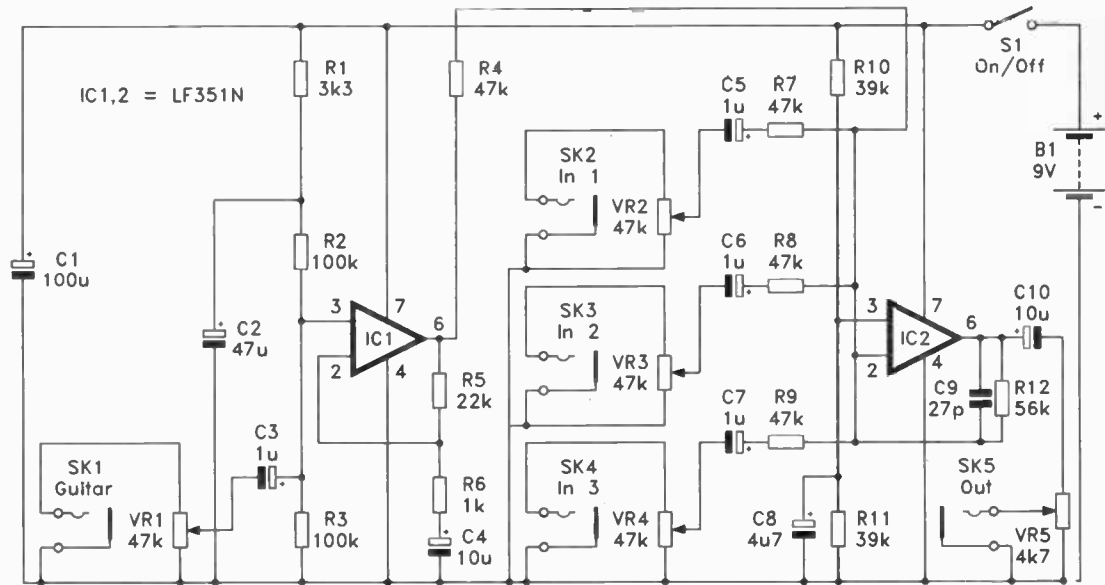 IC1,2 = LF351N
R1
3k3
R4
47k
C5
1u
R7
47k
R10
39k
S1
On/Off
+
B1
9V
-
SK2
In 1
VR2
47k
C1
100u
+
R2
100k
C2
47u
+
3
2
IC1
7
6
4
R5
22k
C6
1u
+
R8
47k
SK3
In 2
VR3
47k
3
2
IC2
7
6
4
C10
10u
+
C9
27p
R12
56k
C7
1u
+
R9
47k
SK1
Guitar
VR1
47k
C3
1u
+
R3
100k
R6
1k
C4
10u
+
SK4
In 3
VR4
47k
+
C8
4u7
+
R11
39k
SK5
Out
VR5
4k7